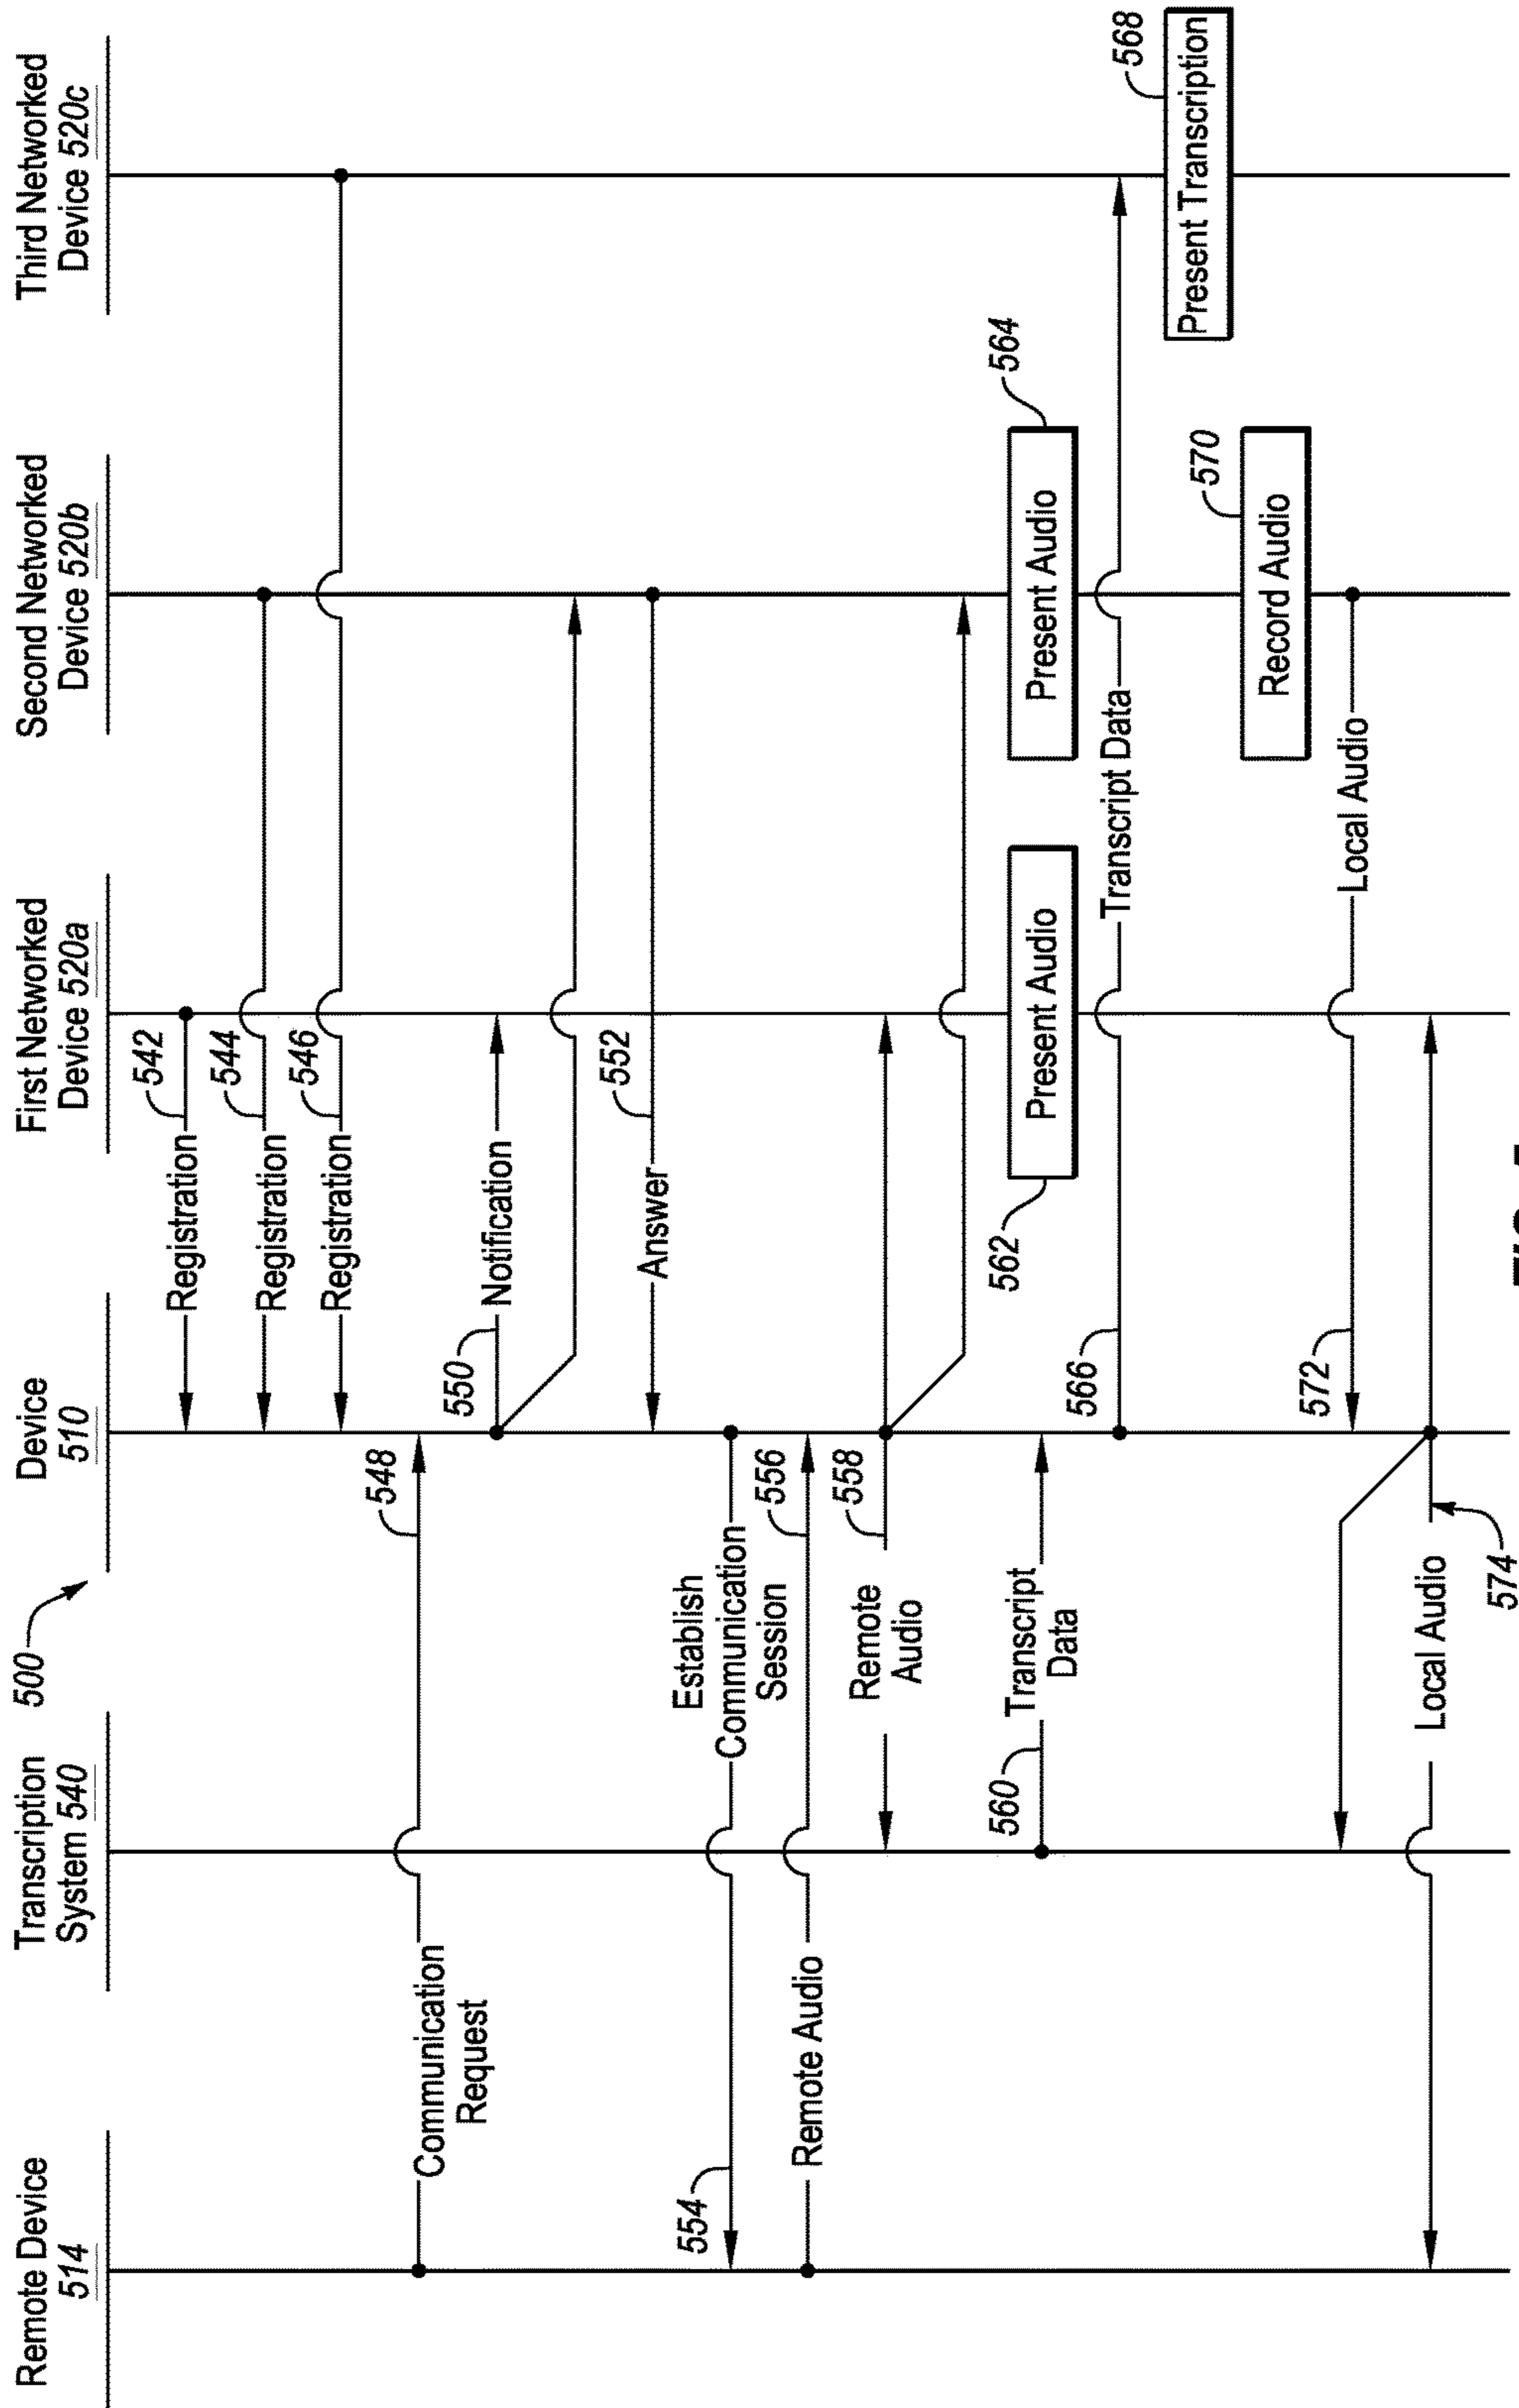 Remote Device
514
Transcription
System 540
500
Device
510
First Networked
Device 520a
Second Networked
Device 520b
Third Networked
Device 520c
542
Registration
544
Registration
546
Registration
548
Communication
Request
550
Notification
552
Answer
Establish
Communication
Session
554
556
Remote Audio
558
Remote
Audio
560
Transcript
Data
562
Present Audio
564
Present Audio
566
Transcript Data
568
Present Transcription
570
Record Audio
572
Local Audio
574
Local Audio